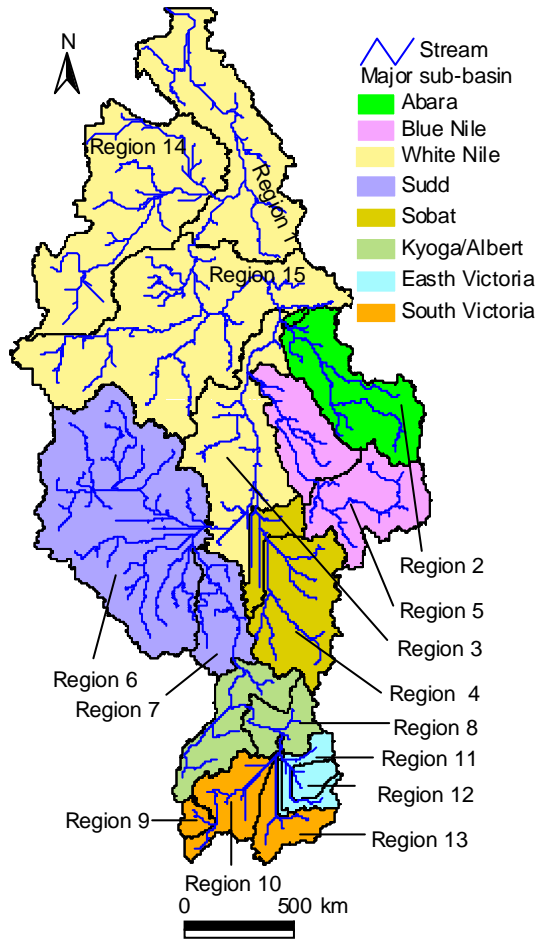 N
Stream
Major sub-basin
Abara
Blue Nile
White Nile
Sudd
Sobat
Kyoga/Albert
Easth Victoria
South Victoria
Region 14
Region 1
Region 15
Region 2
Region 5
Region 3
Region 6
Region 4
Region 7
Region 8
Region 11
Region 12
Region 9
Region 13
Region 10
0 500 km